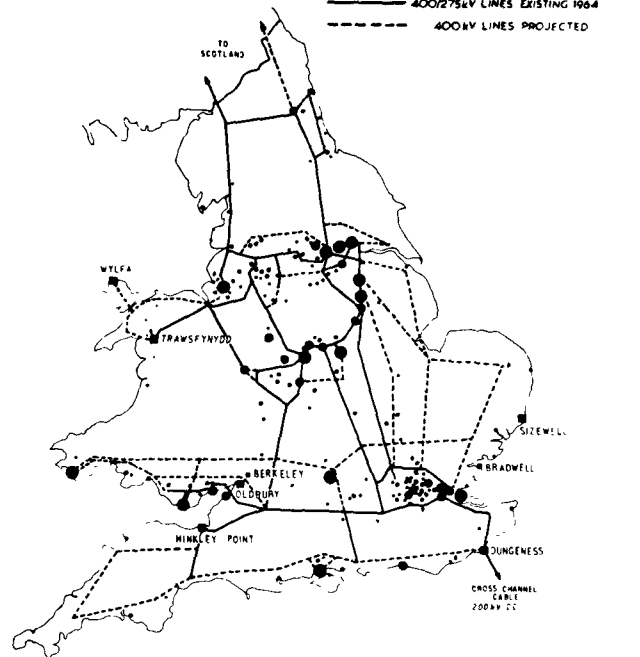 400/275kV LINES EXISTING 1964
400kV LINES PROJECTED
TO
SCOTLAND
WYLFA
TRAWSFYNYDD
SIZEWELL
BRADWELL
BERKELEY
OLDBURY
HINKLEY POINT
DUNGENESS
CROSS CHANNEL
CABLE
200kV